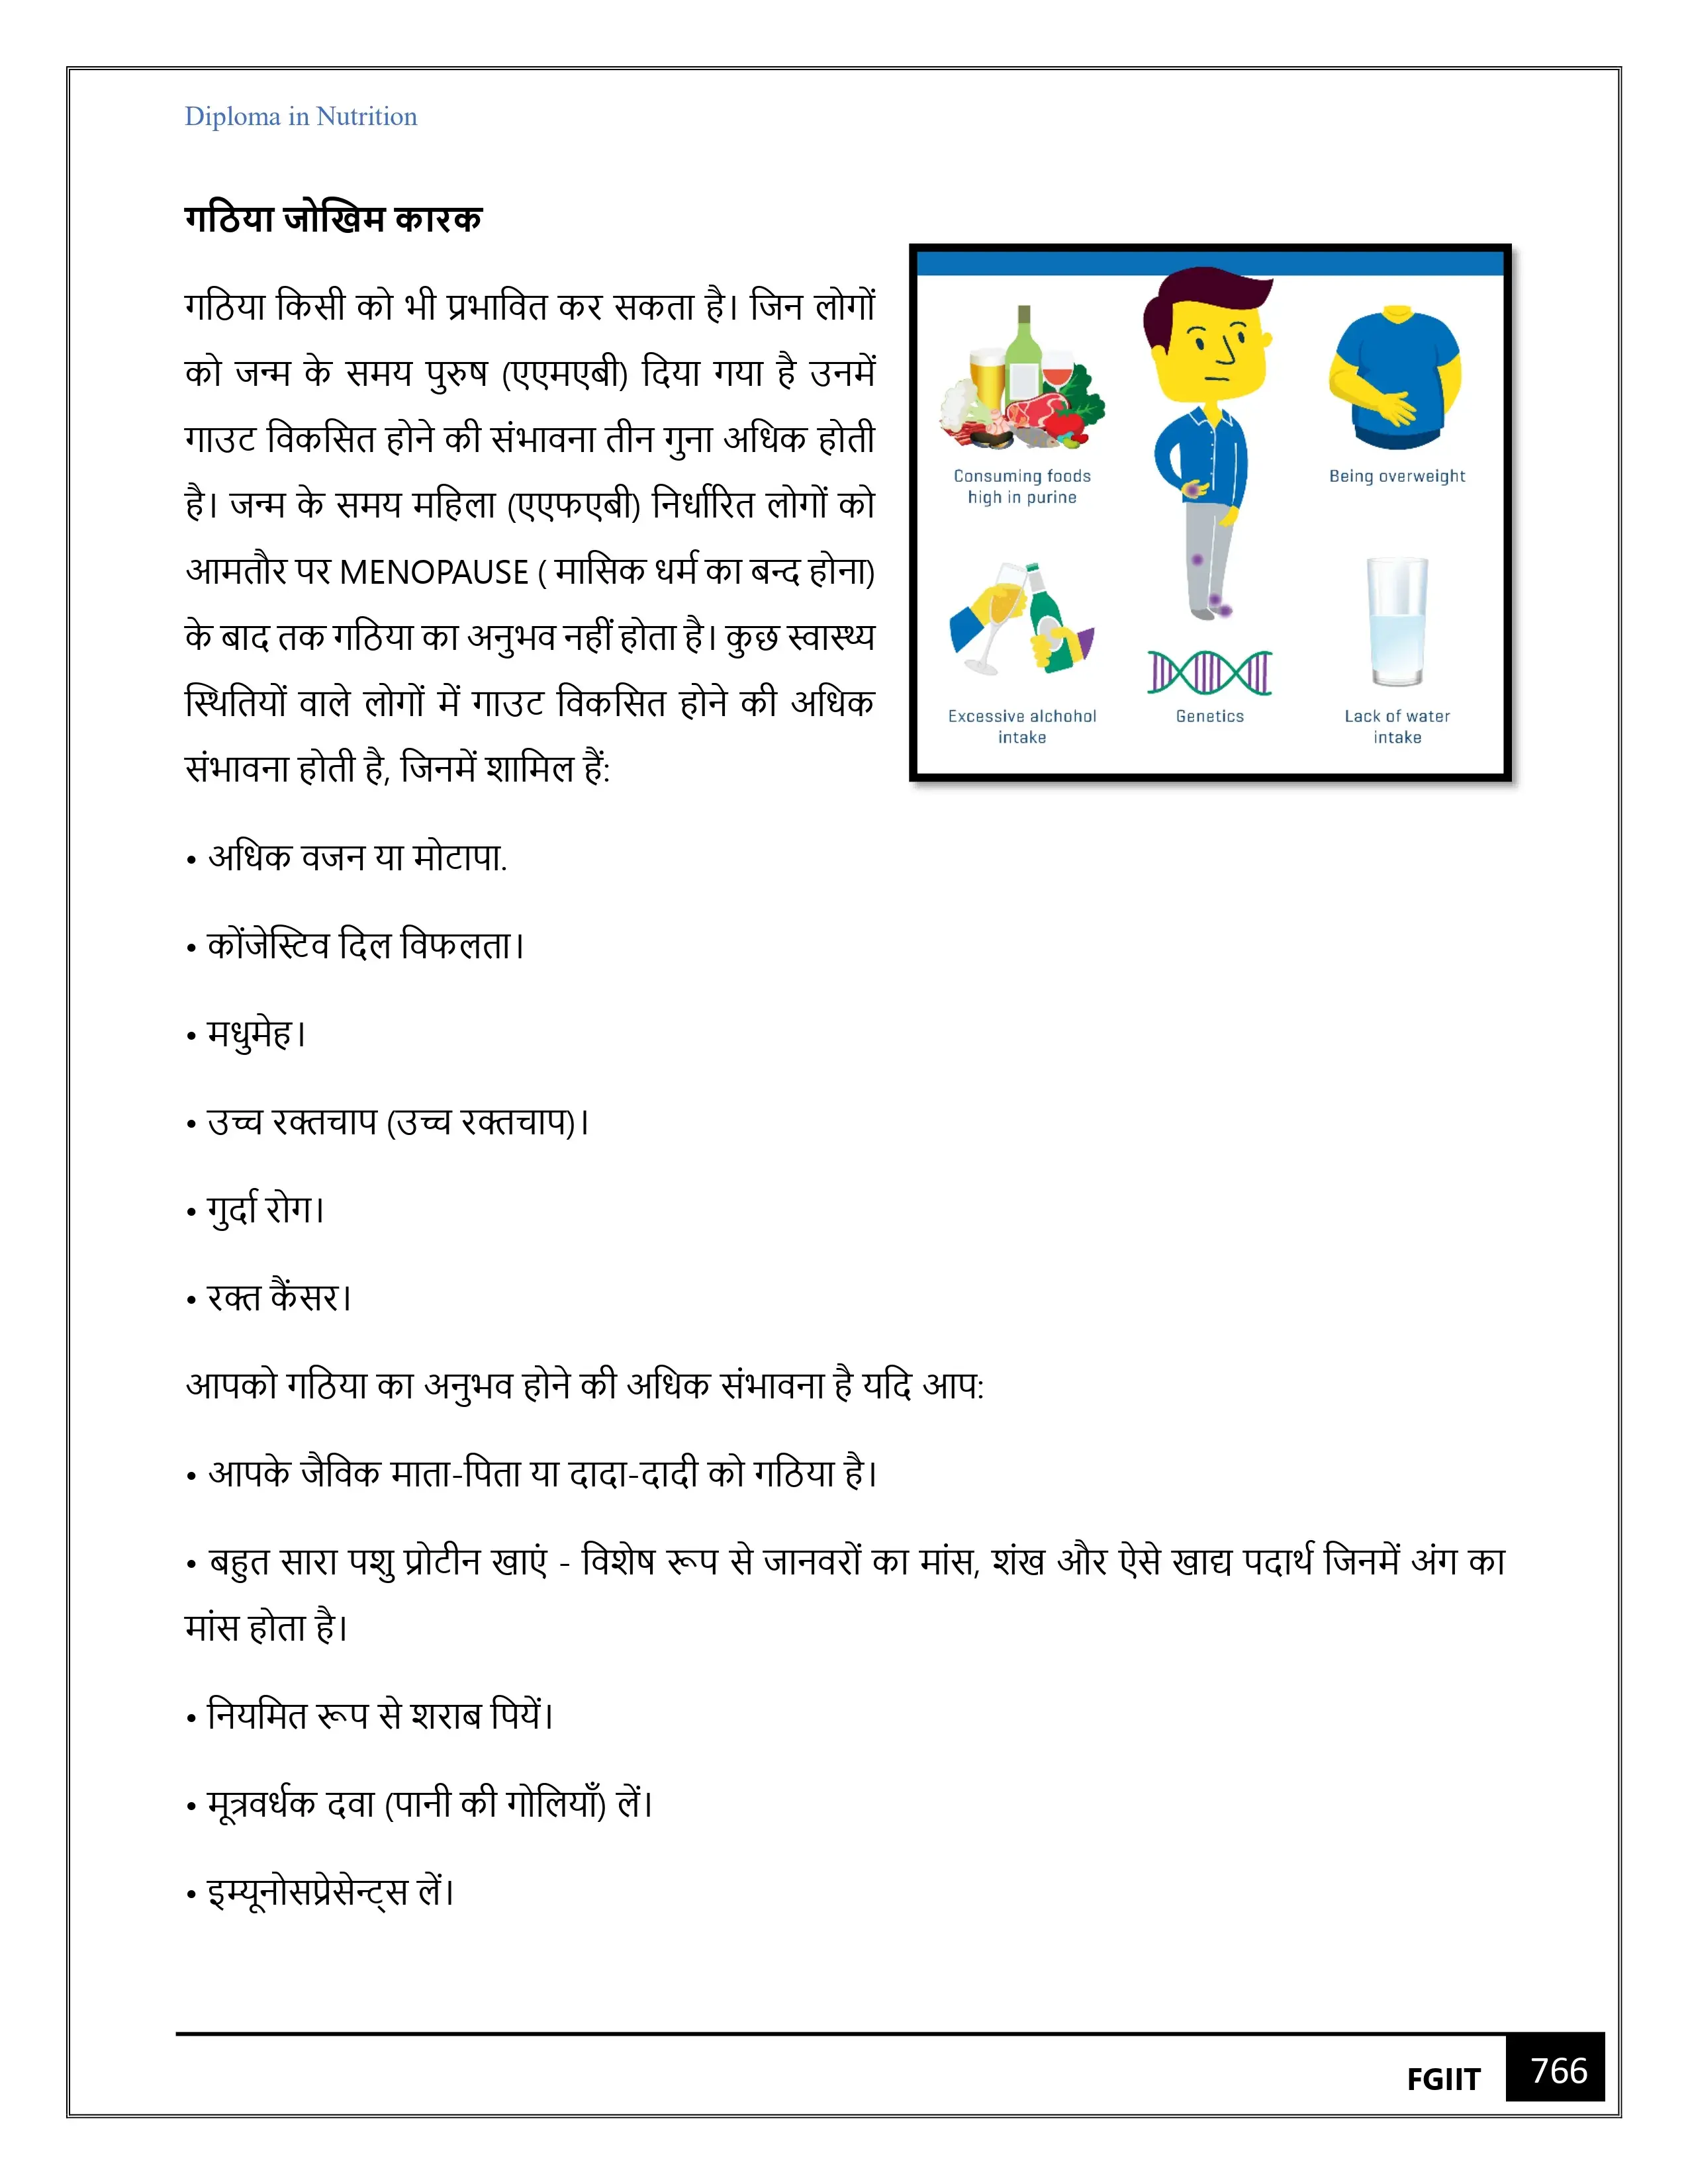 Diploma in Nutrition
गठिया जोखिम कारक
गठिया किसी को भी प्रभावित कर सकता है। जिन लोगों
को जन्म के समय पुरुष (एएमएबी) दिया गया है उनमें
गाउट विकसित होने की संभावना तीन गुना अधिक होती
है। जन्म के समय महिला (एएफएबी) निर्धारित लोगों को
आमतौर पर MENOPAUSE ( मासिक धर्म का बन्द होना)
के बाद तक गठिया का अनुभव नहीं होता है। कुछ स्वास्थ्य
स्थितियों वाले लोगों में गाउट विकसित होने की अधिक
संभावना होती है, जिनमें शामिल हैं:
Consuming foods
high in purine
Being overweight
Excessive alchohol
intake
Genetics
Lack of water
intake
• अधिक वजन या मोटापा.
• कोंजेस्टिव दिल विफलता।
• मधुमेह।
• उच्च रक्तचाप (उच्च रक्तचाप)।
• गुर्दा रोग।
• रक्त कैंसर।
आपको गठिया का अनुभव होने की अधिक संभावना है यदि आप:
• आपके जैविक माता-पिता या दादा-दादी को गठिया है।
• बहुत सारा पशु प्रोटीन खाएं - विशेष रूप से जानवरों का मांस, शंख और ऐसे खाद्य पदार्थ जिनमें अंग का
मांस होता है।
• नियमित रूप से शराब पियें।
• मूत्रवर्धक दवा (पानी की गोलियाँ) लें।
• इम्यूनोसप्रेसेन्ट्स लें।
FGIIT
766